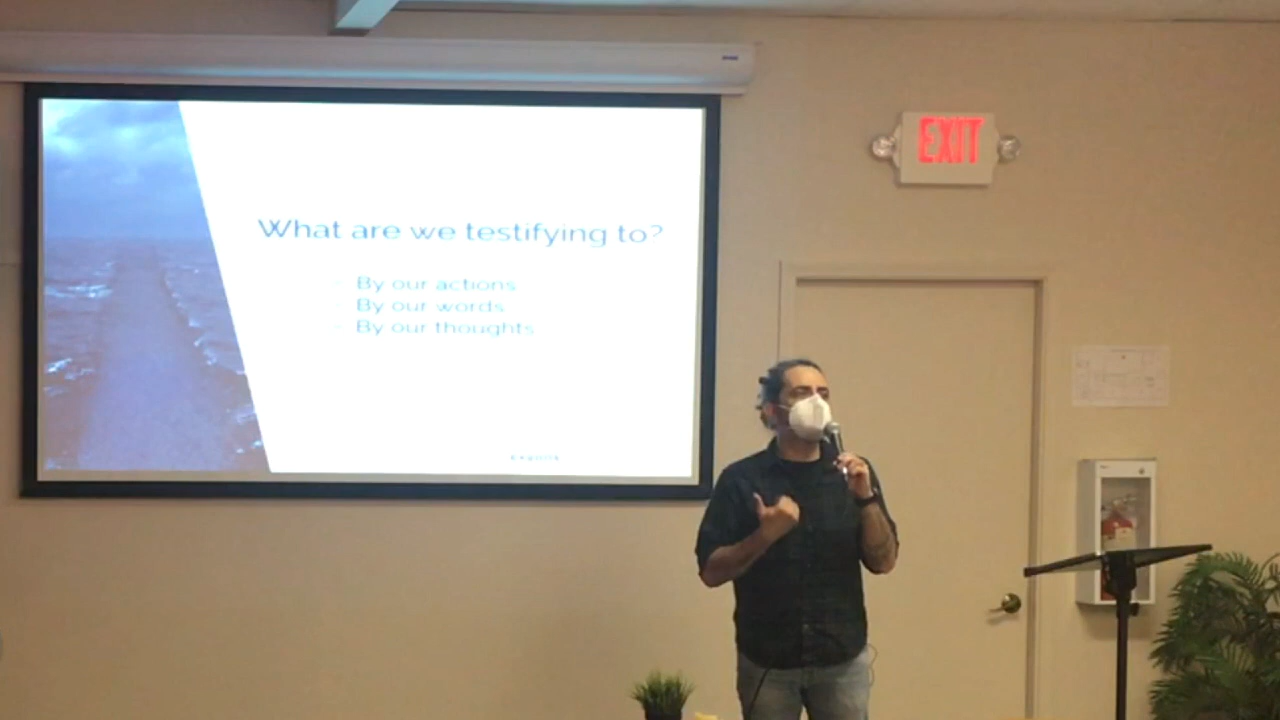 EXIT
What are we testifying to?
By our actions
By our words
By our thoughts